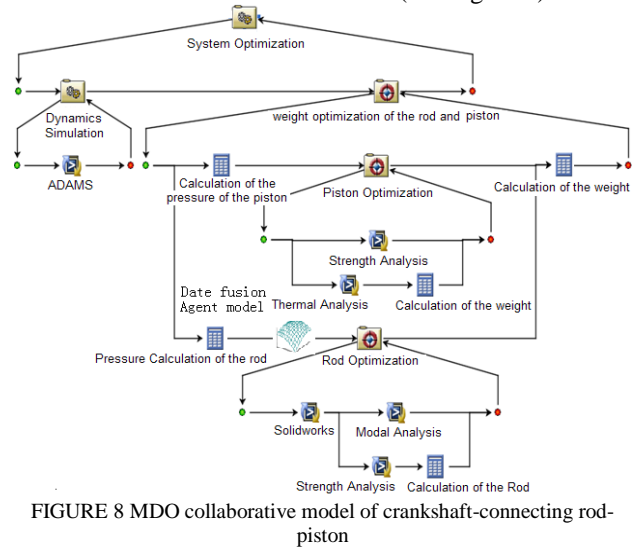 System Optimization
Dynamics
Simulation
weight optimization of the rod and piston
ADAMS
Calculation of the
pressure of the piston
Piston Optimization
Calculation of the weight
Strength Analysis
Thermal Analysis
Calculation of the weight
Date fusion
Agent model
Pressure Calculation of the rod
Rod Optimization
Solidworks
Modal Analysis
Strength Analysis
Calculation of the Rod
FIGURE 8 MDO collaborative model of crankshaft-connecting rod-
piston